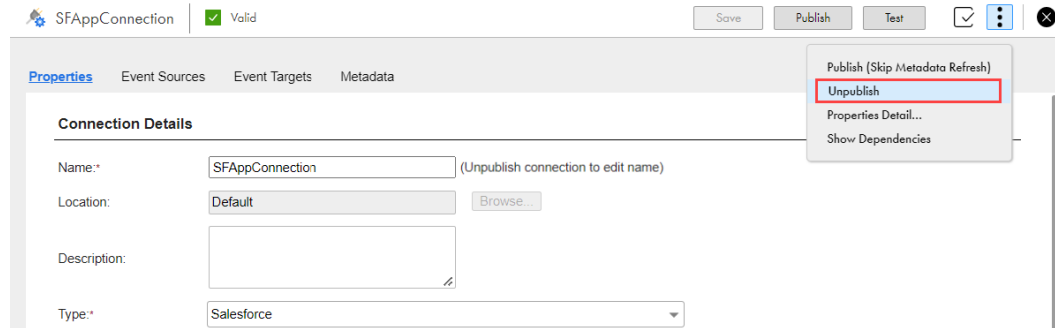 SFAppConnection Valid Save Publish Test
Publish (Skip Metadata Refresh)
Unpublish
Properties Detail...
Show Dependencies
Properties Event Sources Event Targets Metadata
Connection Details
Name:* SFAppConnection (Unpublish connection to edit name)
Location: Default Browse...
Description:
Type:* Salesforce